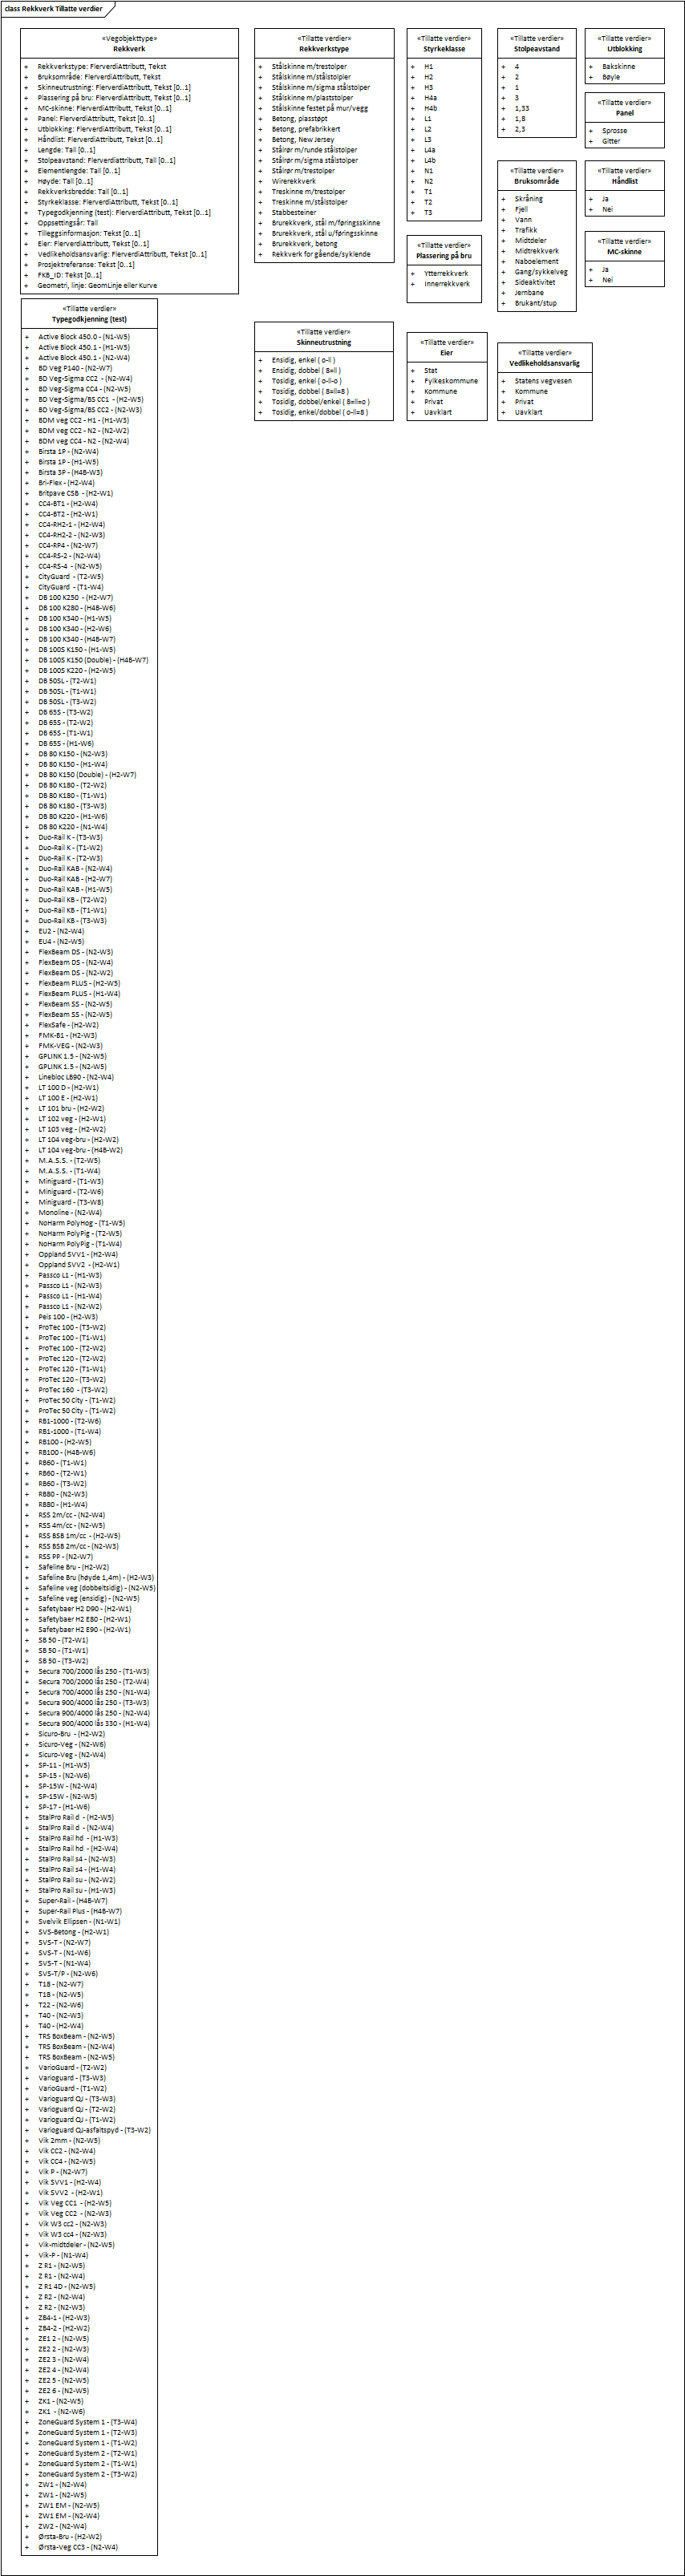 class Rekkverk Tillatte verdier
«Vegobjekttype»
Rekkverk
+ Rekkverkstype: FlerverdiAttributt, Tekst
+ Bruksområde: FlerverdiAttributt, Tekst
+ Skinneutrustning: FlerverdiAttributt, Tekst [0..1]
+ Plassering på bru: FlerverdiAttributt, Tekst [0..1]
+ MC-skinne: FlerverdiAttributt, Tekst [0..1]
+ Panel: FlerverdiAttributt, Tekst [0..1]
+ Utblokking: FlerverdiAttributt, Tekst [0..1]
+ Håndlist: FlerverdiAttributt, Tekst [0..1]
+ Lengde: Tall [0..1]
+ Stolpeavstand: Flerverdiattributt, Tall [0..1]
+ Elementlengde: Tall [0..1]
+ Høyde: Tall [0..1]
+ Rekkverksbredde: Tall [0..1]
+ Styrkeklasse: FlerverdiAttributt, Tekst [0..1]
+ Typegodkjenning (test): FlerverdiAttributt, Tekst [0..1]
+ Oppsettingsår: Tall
+ Tilleggsinformasjon: Tekst [0..1]
+ Eier: FlerverdiAttributt, Tekst [0..1]
+ Vedlikeholdsansvarlig: FlerverdiAttributt, Tekst [0..1]
+ Prosjektreferanse: Tekst [0..1]
+ FKB_ID: Tekst [0..1]
+ Geometri, linje: GeomLinje eller Kurve
«Tillatte verdier»
Rekkverkstype
+ Stålskinne m/trestolper
+ Stålskinne m/stålstolpler
+ Stålskinne m/sigma stålstolper
+ Stålskinne m/plaststolper
+ Stålskinne festet på mur/vegg
+ Betong, plasstøpt
+ Betong, prefabrikkert
+ Betong, New Jersey
+ Stålrør m/runde stålstolper
+ Stålrør m/sigma stålstolper
+ Stålrør m/trestolper
+ Wirerekkverk
+ Treskinne m/trestolper
+ Treskinne m/stålstolper
+ Stabbesteiner
+ Brurekkverk, stål m/føringsskinne
+ Brurekkverk, stål u/føringsskinne
+ Brurekkverk, betong
+ Rekkverk for gående/syklende
«Tillatte verdier»
Styrkeklasse
+ H1
+ H2
+ H3
+ H4a
+ H4b
+ L1
+ L2
+ L3
+ L4a
+ L4b
+ N1
+ N2
+ T1
+ T2
+ T3
«Tillatte verdier»
Stolpeavstand
+ 4
+ 2
+ 1
+ 3
+ 1,33
+ 1,8
+ 2,3
«Tillatte verdier»
Utblokking
+ Bakskinne
+ Bøyle
«Tillatte verdier»
Panel
+ Sprosse
+ Gitter
«Tillatte verdier»
Bruksområde
+ Skråning
+ Fjell
+ Vann
+ Trafikk
+ Midtdeler
+ Midtrekkverk
+ Naboelement
+ Gang/sykkelveg
+ Sideaktivitet
+ Jernbane
+ Brukant/stup
«Tillatte verdier»
Håndlist
+ Ja
+ Nei
«Tillatte verdier»
MC-skinne
+ Ja
+ Nei
«Tillatte verdier»
Plassering på bru
+ Ytterrekkverk
+ Innerrekkverk
«Tillatte verdier»
Skinneutrustning
+ Ensidig, enkel ( o-ll )
+ Ensidig, dobbel ( 8=ll )
+ Tosidig, enkel ( o-ll-o )
+ Tosidig, dobbel ( 8=ll=8 )
+ Tosidig, dobbel/enkel ( 8=ll=o )
+ Tosidig, enkel/dobbel ( o-ll=8 )
«Tillatte verdier»
Eier
+ Stat
+ Fylkeskommune
+ Kommune
+ Privat
+ Uavklart
«Tillatte verdier»
Vedlikeholdsansvarlig
+ Statens vegvesen
+ Kommune
+ Privat
+ Uavklart
«Tillatte verdier»
Typegodkjenning (test)
+ Active Block 450.0 - (N1-W5)
+ Active Block 450.1 - (H1-W5)
+ Active Block 450.1 - (N2-W4)
+ BD Veg P140 - (N2-W7)
+ BD Veg-Sigma CC2 - (N2-W4)
+ BD Veg-Sigma CC4 - (N2-W5)
+ BD Veg-Sigma/BS CC1 - (H2-W5)
+ BD Veg-Sigma/BS CC2 - (N2-W3)
+ BDM veg CC2 - H1 - (H1-W3)
+ BDM veg CC2 - N2 - (N2-W2)
+ BDM veg CC4 - N2 - (N2-W4)
+ Birsta 1P - (N2-W4)
+ Birsta 1P - (H1-W5)
+ Birsta 3P - (H4B-W3)
+ Bri-Flex - (H2-W4)
+ Britpave CSB - (H2-W1)
+ CC4-BT1 - (H2-W4)
+ CC4-BT2 - (H2-W1)
+ CC4-RH2-1 - (H2-W4)
+ CC4-RH2-2 - (N2-W3)
+ CC4-RP4 - (N2-W7)
+ CC4-RS-2 - (N2-W4)
+ CC4-RS-4 - (N2-W5)
+ CityGuard - (T2-W5)
+ CityGuard - (T1-W4)
+ DB 100 K250 - (H2-W7)
+ DB 100 K280 - (H4B-W6)
+ DB 100 K340 - (H1-W5)
+ DB 100 K340 - (H2-W6)
+ DB 100 K340 - (H4B-W7)
+ DB 100S K150 - (H1-W5)
+ DB 100S K150 (Double) - (H4B-W7)
+ DB 100S K220 - (H2-W5)
+ DB 50SL - (T2-W1)
+ DB 50SL - (T1-W1)
+ DB 50SL - (T3-W2)
+ DB 65S - (T3-W2)
+ DB 65S - (T2-W2)
+ DB 65S - (T1-W1)
+ DB 65S - (H1-W6)
+ DB 80 K150 - (N2-W3)
+ DB 80 K150 - (H1-W4)
+ DB 80 K150 (Double) - (H2-W7)
+ DB 80 K180 - (T2-W2)
+ DB 80 K180 - (T1-W1)
+ DB 80 K180 - (T3-W3)
+ DB 80 K220 - (H1-W6)
+ DB 80 K220 - (N1-W4)
+ Duo-Rail K - (T3-W3)
+ Duo-Rail K - (T1-W2)
+ Duo-Rail K - (T2-W3)
+ Duo-Rail KAB - (N2-W4)
+ Duo-Rail KAB - (H2-W7)
+ Duo-Rail KAB - (H1-W5)
+ Duo-Rail KB - (T2-W2)
+ Duo-Rail KB - (T1-W1)
+ Duo-Rail KB - (T3-W3)
+ EU2 - (N2-W4)
+ EU4 - (N2-W5)
+ FlexBeam DS - (N2-W3)
+ FlexBeam DS - (N2-W4)
+ FlexBeam DS - (N2-W2)
+ FlexBeam PLUS - (H2-W5)
+ FlexBeam PLUS - (H1-W4)
+ FlexBeam SS - (N2-W5)
+ FlexBeam SS - (N2-W5)
+ FlexSafe - (H2-W2)
+ FMK-B1 - (H2-W3)
+ FMK-VEG - (N2-W3)
+ GPLINK 1.5 - (N2-W5)
+ GPLINK 1.5 - (N2-W5)
+ Linebloc LB90 - (N2-W4)
+ LT 100 D - (H2-W1)
+ LT 100 E - (H2-W1)
+ LT 101 bru - (H2-W2)
+ LT 102 veg - (H2-W1)
+ LT 103 veg - (H2-W2)
+ LT 104 veg-bru - (H2-W2)
+ LT 104 veg-bru - (H4B-W2)
+ M.A.S.S. - (T2-W5)
+ M.A.S.S. - (T1-W4)
+ Miniguard - (T1-W3)
+ Miniguard - (T2-W6)
+ Miniguard - (T3-W8)
+ Monoline - (N2-W4)
+ NoHarm PolyHog - (T1-W5)
+ NoHarm PolyPig - (T2-W5)
+ NoHarm PolyPig - (T1-W4)
+ Oppland SVV1 - (H2-W4)
+ Oppland SVV2 - (H2-W1)
+ Passco L1 - (H1-W3)
+ Passco L1 - (N2-W3)
+ Passco L1 - (H1-W4)
+ Passco L1 - (N2-W2)
+ Peis 100 - (H2-W3)
+ ProTec 100 - (T3-W2)
+ ProTec 100 - (T1-W1)
+ ProTec 100 - (T2-W2)
+ ProTec 120 - (T2-W2)
+ ProTec 120 - (T1-W1)
+ ProTec 120 - (T3-W2)
+ ProTec 160 - (T3-W2)
+ ProTec 50 City - (T1-W2)
+ ProTec 50 City - (T1-W2)
+ RB1-1000 - (T2-W6)
+ RB1-1000 - (T1-W4)
+ RB100 - (H2-W5)
+ RB100 - (H4B-W6)
+ RB60 - (T1-W1)
+ RB60 - (T2-W1)
+ RB60 - (T3-W2)
+ RB80 - (N2-W3)
+ RB80 - (H1-W4)
+ RSS 2m/cc - (N2-W4)
+ RSS 4m/cc - (N2-W5)
+ RSS BSB 1m/cc - (H2-W5)
+ RSS BSB 2m/cc - (N2-W3)
+ RSS PP - (N2-W7)
+ Safeline Bru - (H2-W2)
+ Safeline Bru (høyde 1,4m) - (H2-W3)
+ Safeline veg (dobbeltsidig) - (N2-W5)
+ Safeline veg (ensidig) - (N2-W5)
+ Safetybaer H2 D90 - (H2-W1)
+ Safetybaer H2 E80 - (H2-W1)
+ Safetybaer H2 E90 - (H2-W1)
+ SB 50 - (T2-W1)
+ SB 50 - (T1-W1)
+ SB 50 - (T3-W2)
+ Secura 700/2000 lås 250 - (T1-W3)
+ Secura 700/2000 lås 250 - (T2-W4)
+ Secura 700/4000 lås 250 - (N1-W4)
+ Secura 900/4000 lås 250 - (T3-W3)
+ Secura 900/4000 lås 250 - (N2-W4)
+ Secura 900/4000 lås 330 - (H1-W4)
+ Sicuro-Bru - (H2-W2)
+ Sicuro-Veg - (N2-W6)
+ Sicuro-Veg - (N2-W4)
+ SP-11 - (H1-W5)
+ SP-15 - (N2-W6)
+ SP-15W - (N2-W4)
+ SP-15W - (N2-W5)
+ SP-17 - (H1-W6)
+ StalPro Rail d - (H2-W5)
+ StalPro Rail d - (N2-W4)
+ StalPro Rail hd - (H1-W3)
+ StalPro Rail hd - (H2-W4)
+ StalPro Rail s4 - (N2-W3)
+ StalPro Rail s4 - (H1-W4)
+ StalPro Rail su - (N2-W2)
+ StalPro Rail su - (H1-W3)
+ Super-Rail - (H4B-W7)
+ Super-Rail Plus - (H4B-W7)
+ Svelvik Ellipsen - (N1-W1)
+ SVS-Betong - (H2-W1)
+ SVS-T - (N2-W7)
+ SVS-T - (N1-W6)
+ SVS-T - (N1-W4)
+ SVS-T/P - (N2-W6)
+ T18 - (N2-W7)
+ T18 - (N2-W5)
+ T22 - (N2-W6)
+ T40 - (N2-W3)
+ T40 - (H2-W4)
+ TRS BoxBeam - (N2-W5)
+ TRS BoxBeam - (N2-W4)
+ TRS BoxBeam - (N2-W5)
+ VarioGuard - (T2-W2)
+ Varioguard - (T3-W3)
+ VarioGuard - (T1-W2)
+ Varioguard QJ - (T3-W3)
+ Varioguard QJ - (T2-W2)
+ Varioguard QJ - (T1-W2)
+ Varioguard QJ-asfaltspyd - (T3-W2)
+ Vik 2mm - (N2-W5)
+ Vik CC2 - (N2-W4)
+ Vik CC4 - (N2-W5)
+ Vik P - (N2-W7)
+ Vik SVV1 - (H2-W4)
+ Vik SVV2 - (H2-W1)
+ Vik Veg CC1 - (H2-W5)
+ Vik Veg CC2 - (N2-W3)
+ Vik W3 cc2 - (N2-W3)
+ Vik W3 cc4 - (N2-W3)
+ Vik-midtdeler - (N2-W5)
+ Vik-P - (N1-W4)
+ Z R1 - (N2-W5)
+ Z R1 - (N2-W4)
+ Z R1 4D - (N2-W5)
+ Z R2 - (N2-W4)
+ Z R2 - (N2-W3)
+ ZB4-1 - (H2-W3)
+ ZB4-2 - (H2-W2)
+ ZE1 2 - (N2-W5)
+ ZE2 2 - (N2-W3)
+ ZE2 3 - (N2-W4)
+ ZE2 4 - (N2-W4)
+ ZE2 5 - (N2-W5)
+ ZE2 6 - (N2-W5)
+ ZK1 - (N2-W5)
+ ZK1 - (N2-W6)
+ ZoneGuard System 1 - (T3-W4)
+ ZoneGuard System 1 - (T2-W3)
+ ZoneGuard System 1 - (T1-W2)
+ ZoneGuard System 2 - (T2-W1)
+ ZoneGuard System 2 - (T1-W1)
+ ZoneGuard System 2 - (T3-W2)
+ ZW1 - (N2-W4)
+ ZW1 - (N2-W5)
+ ZW1 EM - (N2-W5)
+ ZW1 EM - (N2-W4)
+ ZW2 - (N2-W4)
+ Ørsta-Bru - (H2-W2)
+ Ørsta-Veg CC3 - (N2-W4)